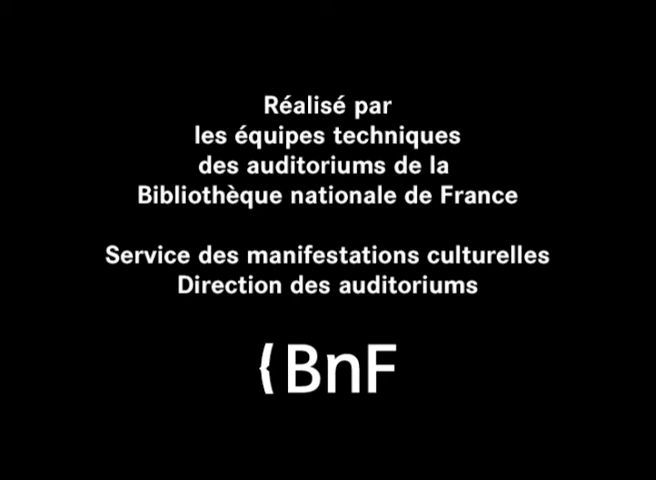 Réalisé par
les équipes techniques
des auditoriums de la
Bibliothèque nationale de France
Service des manifestations culturelles
Direction des auditoriums
{BnF